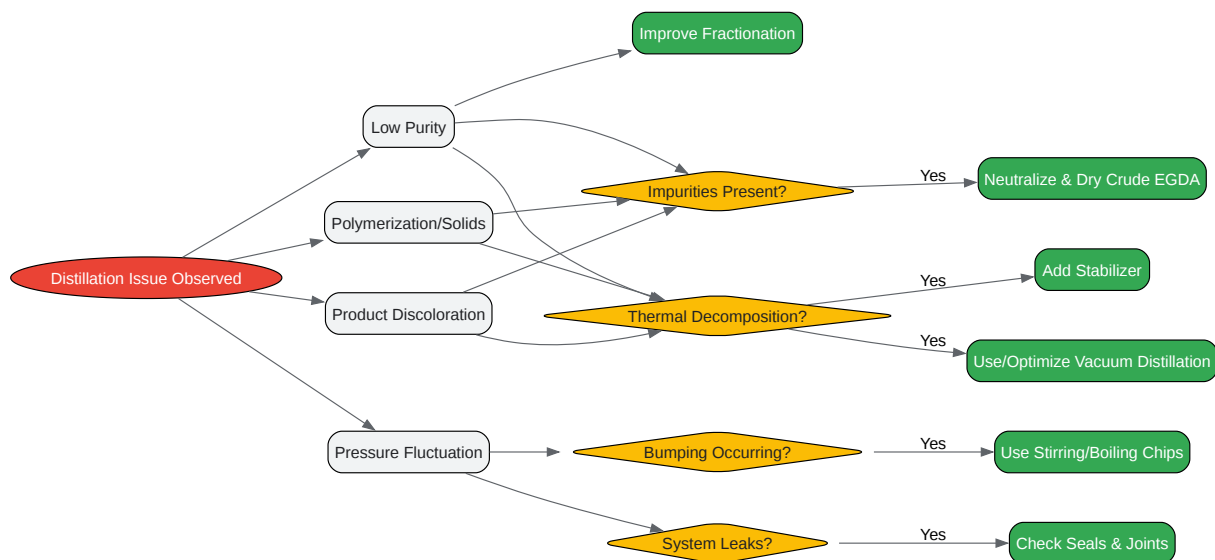 Improve Fractionation
Low Purity
Impurities Present?
Yes
Neutralize & Dry Crude EGDA
Polymerization/Solids
Distillation Issue Observed
Yes
Add Stabilizer
Product Discoloration
Thermal Decomposition?
Yes
Use/Optimize Vacuum Distillation
Pressure Fluctuation
Bumping Occurring?
Yes
Use Stirring/Boiling Chips
System Leaks?
Yes
Check Seals & Joints